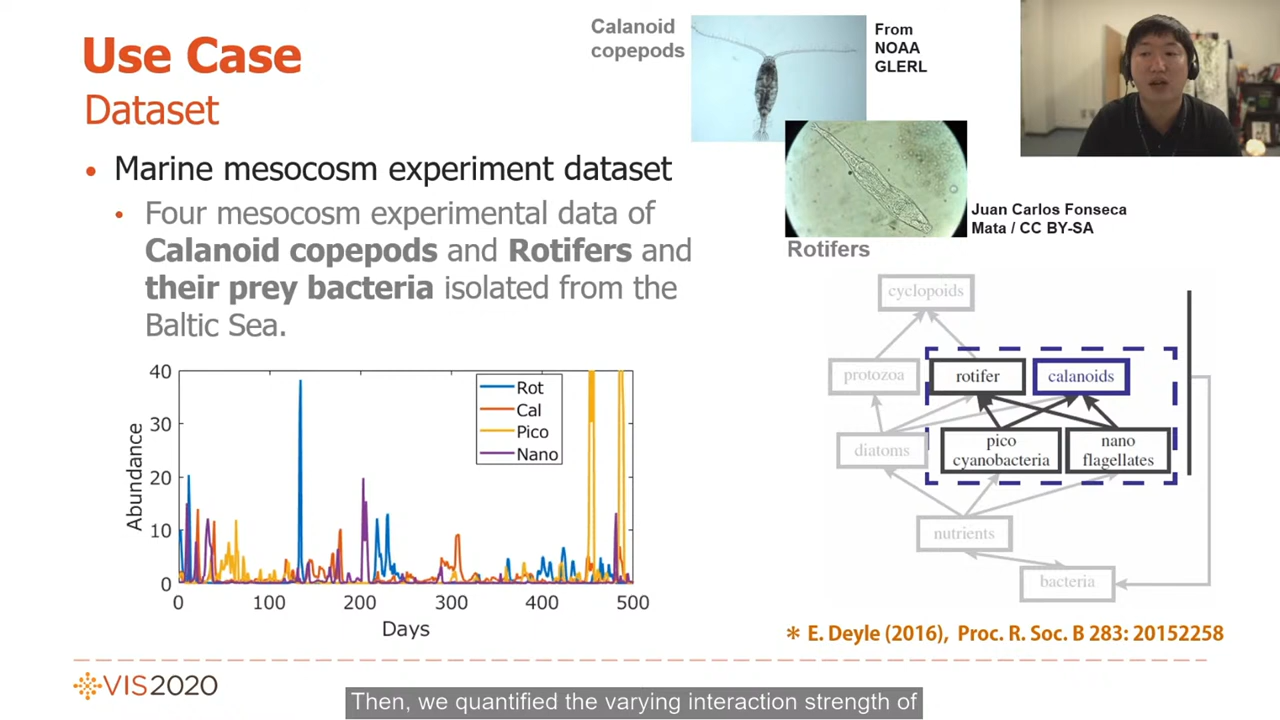 Use Case
Dataset
Calanoid
copepods
From
NOAA
GLERL
Juan Carlos Fonseca
Mata / CC BY-SA
Rotifers
• Marine mesocosm experiment dataset
• Four mesocosm experimental data of
Calanoid copepods and Rotifers and
their prey bacteria isolated from the
Baltic Sea.
40
30
20
10
0
Abundance
Rot
Cal
Pico
Nano
0 100 200 300 400 500
Days
cyclopoids
protozoa
rotifer
calanoids
diatoms
pico
cyanobacteria
nano
flagellates
nutrients
bacteria
* E. Deyle (2016), Proc. R. Soc. B 283: 20152258
VIS2020
Then, we quantified the varying interaction strength of